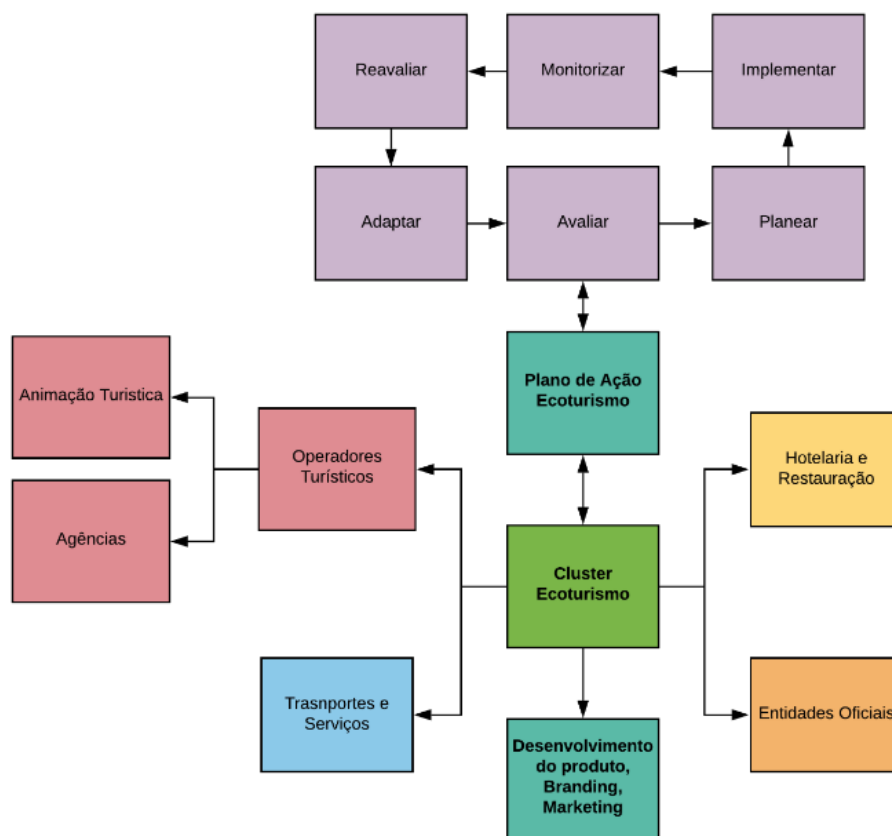 Reavaliar
Monitorizar
Implementar
Adaptar
Avaliar
Planear
Plano de Ação
Ecoturismo
Animação Turistica
Operadores
Turísticos
Hotelaria e
Restauração
Agências
Cluster
Ecoturismo
Trasnportes e
Serviços
Entidades Oficiais
Desenvolvimento
do produto,
Branding,
Marketing